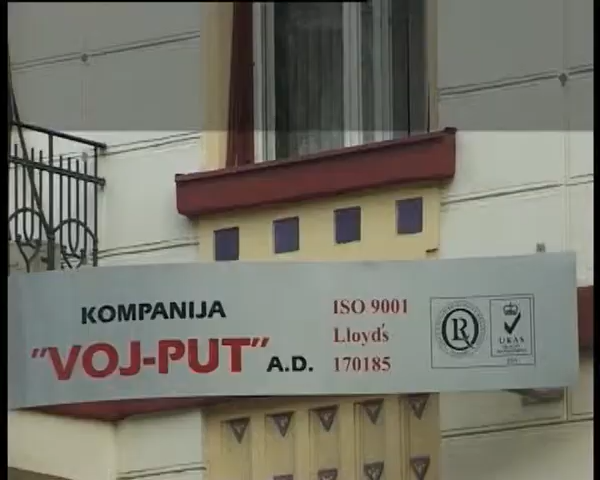 KOMPANIJA
"VOJ-PUT" A.D.
ISO 9001
Lloyd's
170185
UKAS